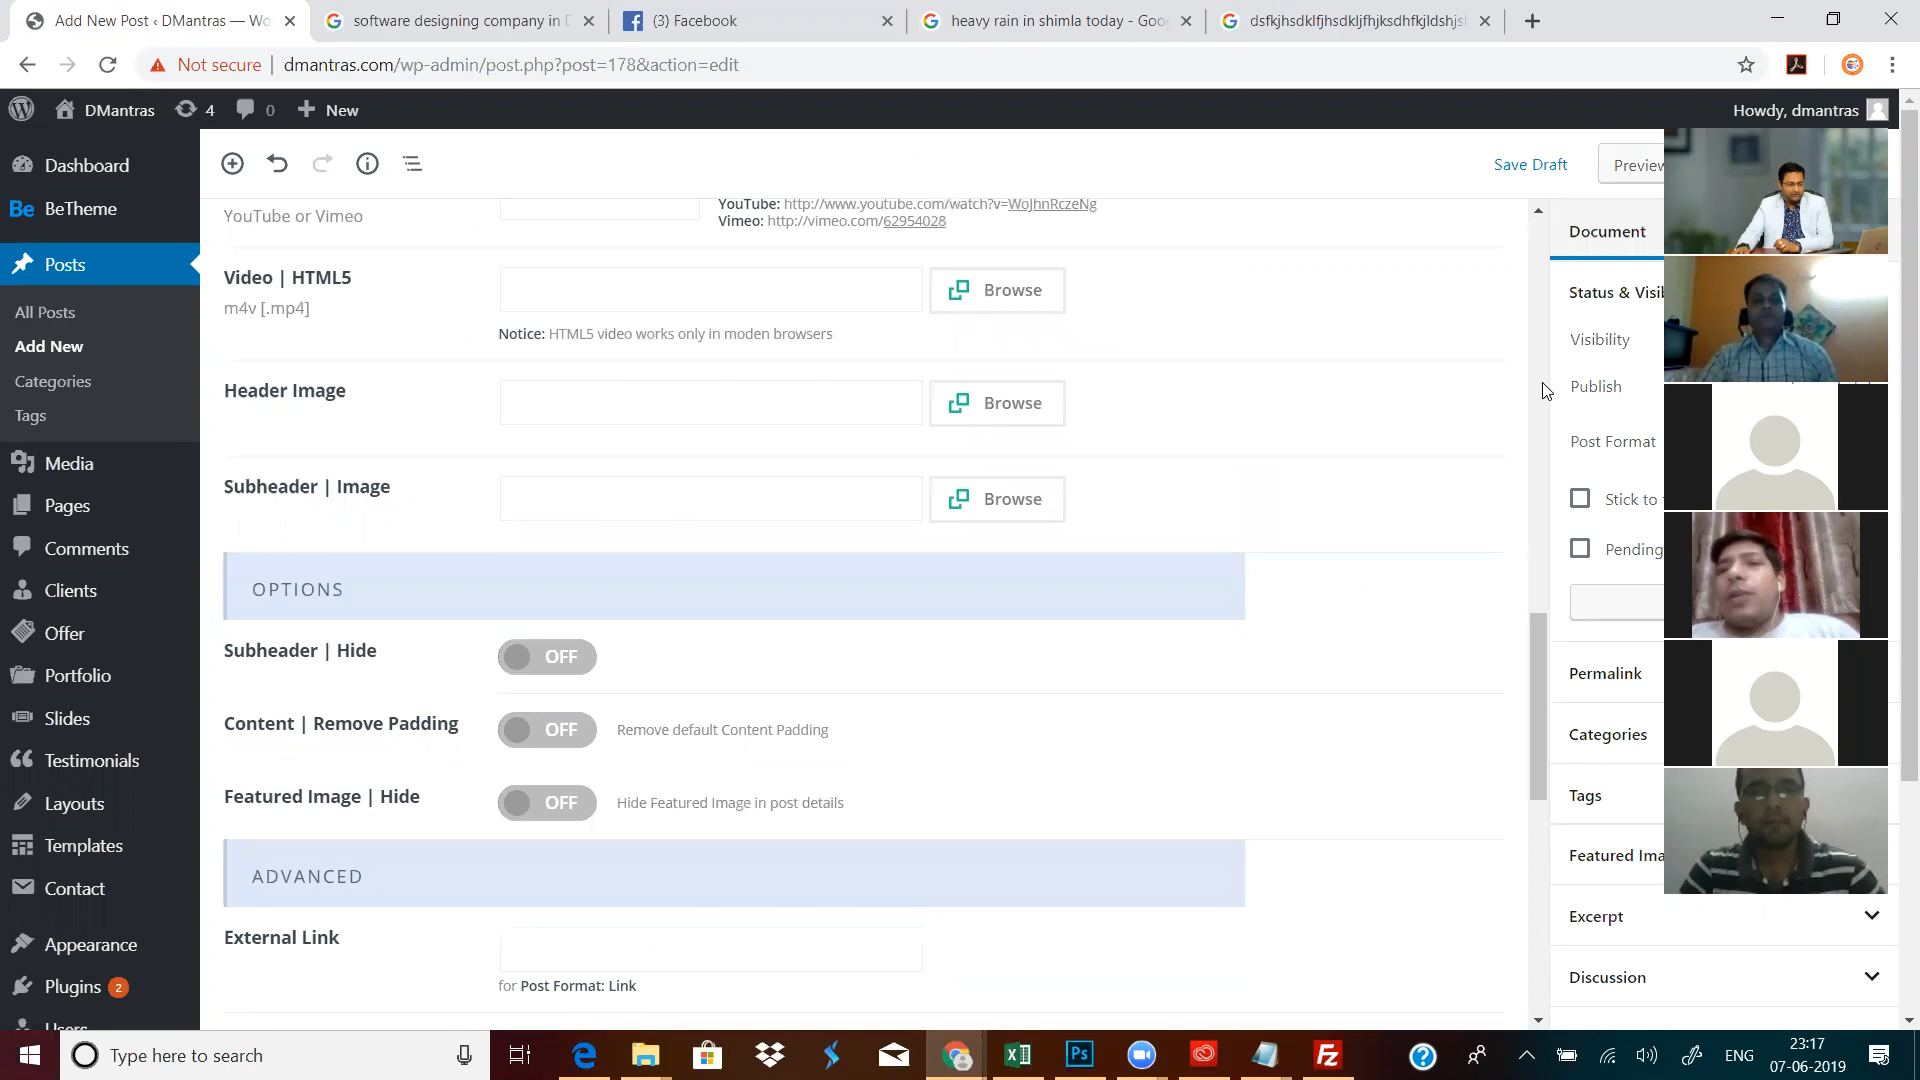 Add New Post ‹ DMantras — Wo
software designing company in D
(3) Facebook
heavy rain in shimla today - Goo
dsfkjhsdklfjhsdkljfhjksdhfkjldshjsh
Not secure
dmantras.com/wp-admin/post.php?post=178&action=edit
DMantras
4
0
New
Howdy, dmantras
Dashboard
BeTheme
Posts
All Posts
Add New
Categories
Tags
Media
Pages
Comments
Clients
Offer
Portfolio
Slides
Testimonials
Layouts
Templates
Contact
Appearance
Plugins 2
Users
Save Draft
Preview
YouTube or Vimeo
YouTube: http://www.youtube.com/watch?v=WoJhnRczeNg
Vimeo: http://vimeo.com/62954028
Video | HTML5
m4v [.mp4]
Browse
Notice: HTML5 video works only in moden browsers
Header Image
Browse
Subheader | Image
Browse
OPTIONS
Subheader | Hide
OFF
Content | Remove Padding
OFF
Remove default Content Padding
Featured Image | Hide
OFF
Hide Featured Image in post details
ADVANCED
External Link
for Post Format: Link
Document
Status & Visib
Visibility
Publish
Post Format
Stick to
Pending
Permalink
Categories
Tags
Featured Ima
Excerpt
Discussion
Type here to search
ENG
23:17
07-06-2019